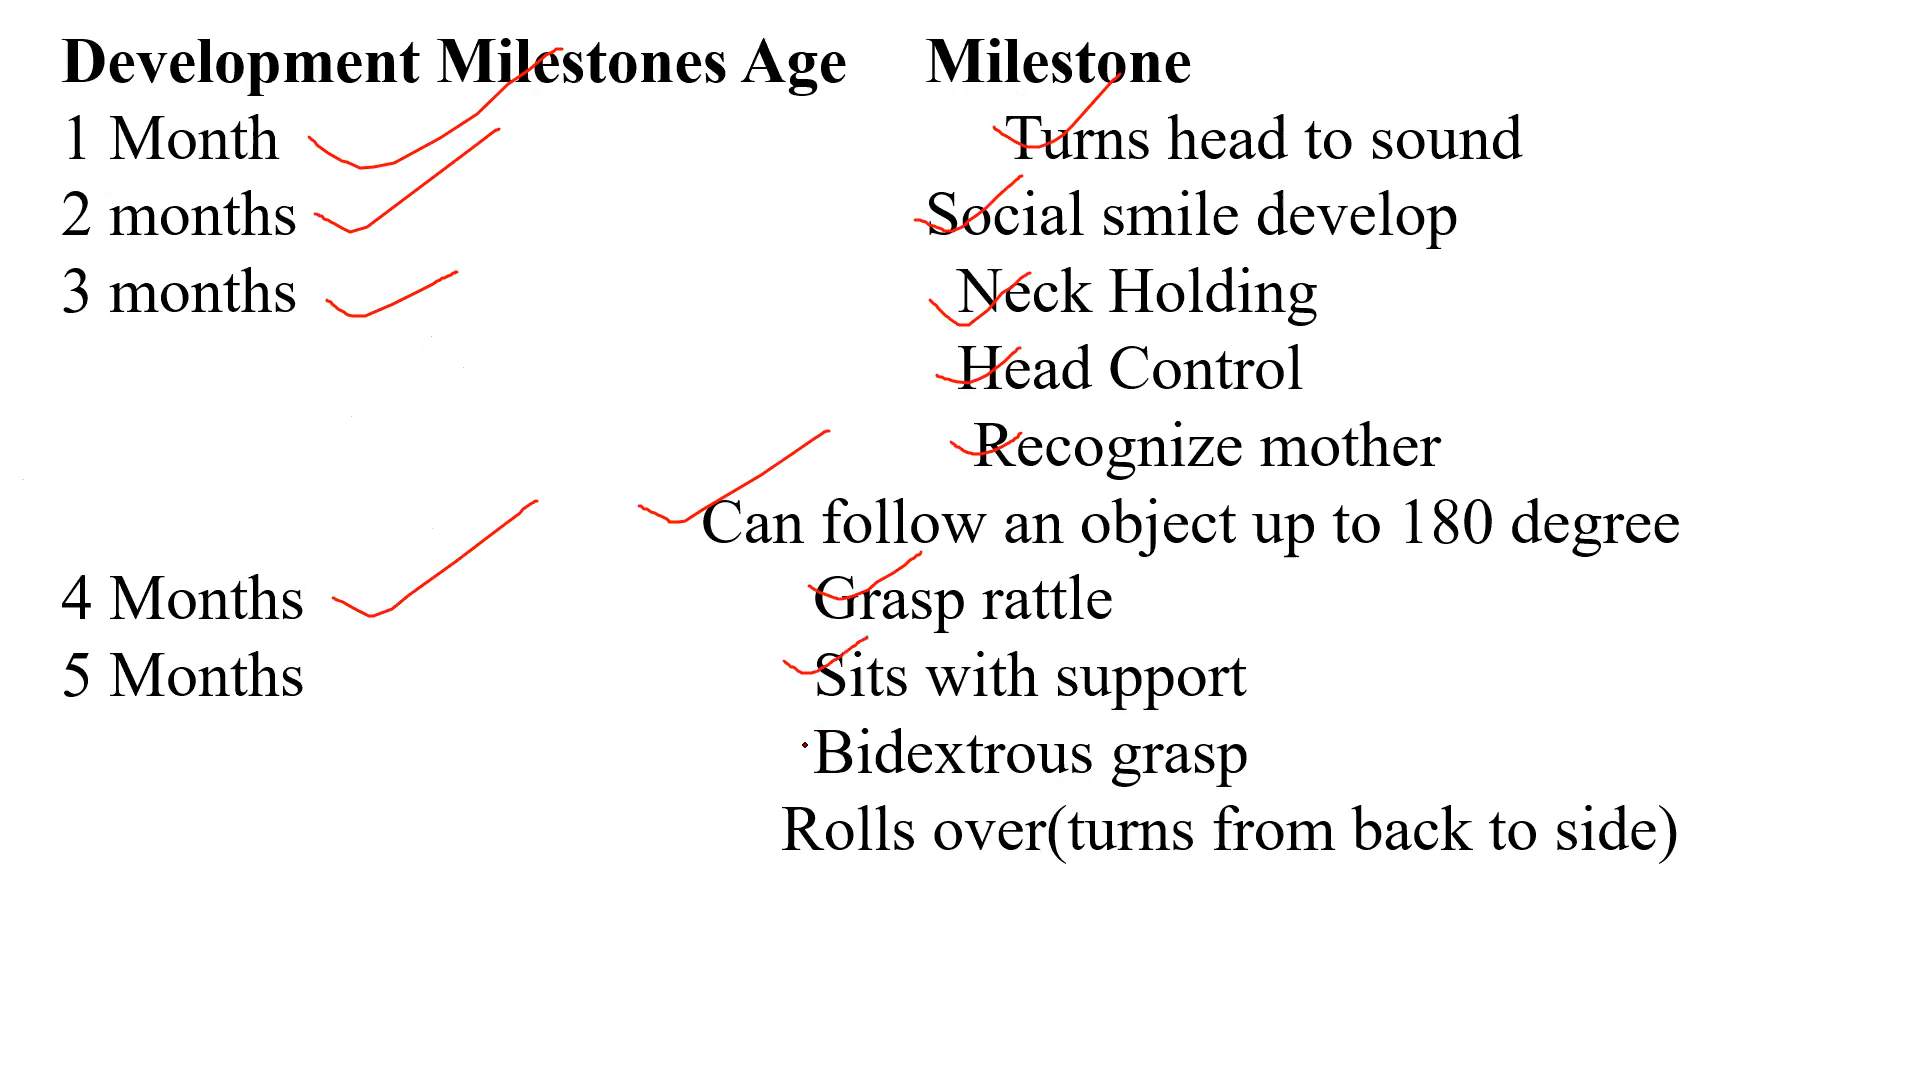 Development Milestones Age Milestone
1 Month Turns head to sound
2 months Social smile develop
3 months Neck Holding
Head Control
Recognize mother
Can follow an object up to 180 degree
4 Months Grasp rattle
5 Months Sits with support
Bidextrous grasp
Rolls over(turns from back to side)